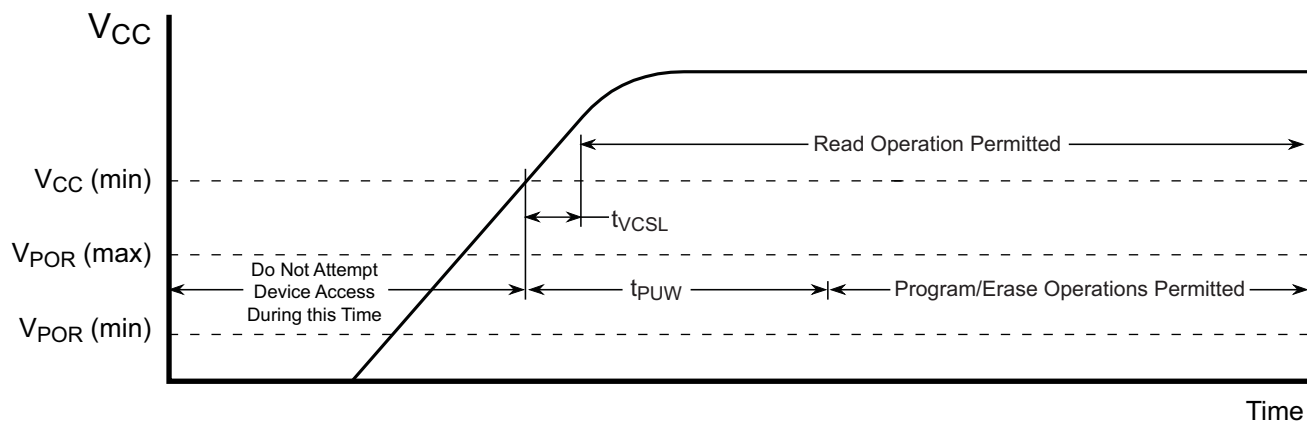 VCC
Read Operation Permitted
VCC (min)
tVCSL
VPOR (max)
Do Not Attempt
Device Access
During this Time
tPUW
Program/Erase Operations Permitted
VPOR (min)
Time